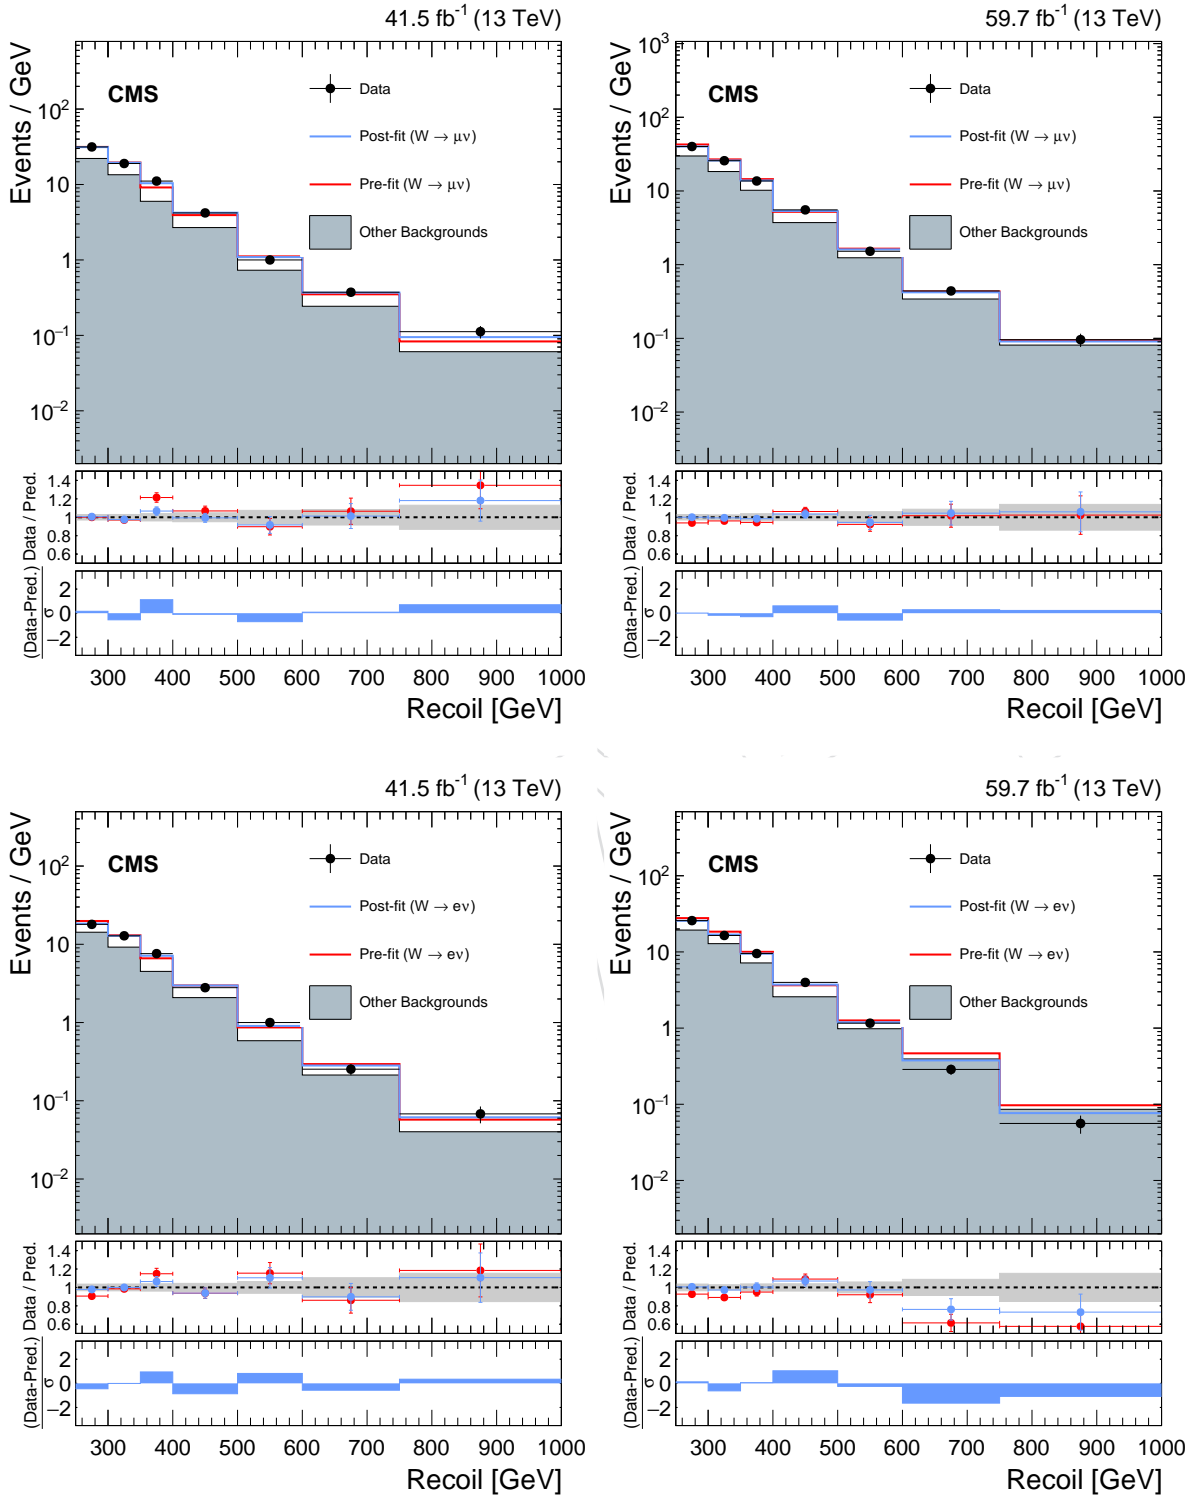 41.5 fb⁻¹ (13 TeV)
Events / GeV
CMS
Data
Post-fit (W → μν)
Pre-fit (W → μν)
Other Backgrounds
10²
10
1
10⁻¹
10⁻²
Data / Pred.
1.4
1.2
1
0.8
0.6
(Data-Pred.)
σ
2
0
−2
300 400 500 600 700 800 900 1000
Recoil [GeV]
59.7 fb⁻¹ (13 TeV)
Events / GeV
CMS
Data
Post-fit (W → μν)
Pre-fit (W → μν)
Other Backgrounds
10³
10²
10
1
10⁻¹
10⁻²
Data / Pred.
1.4
1.2
1
0.8
0.6
(Data-Pred.)
σ
2
0
−2
300 400 500 600 700 800 900 1000
Recoil [GeV]
41.5 fb⁻¹ (13 TeV)
Events / GeV
CMS
Data
Post-fit (W → eν)
Pre-fit (W → eν)
Other Backgrounds
10²
10
1
10⁻¹
10⁻²
Data / Pred.
1.4
1.2
1
0.8
0.6
(Data-Pred.)
σ
2
0
−2
300 400 500 600 700 800 900 1000
Recoil [GeV]
59.7 fb⁻¹ (13 TeV)
Events / GeV
CMS
Data
Post-fit (W → eν)
Pre-fit (W → eν)
Other Backgrounds
10²
10
1
10⁻¹
10⁻²
Data / Pred.
1.4
1.2
1
0.8
0.6
(Data-Pred.)
σ
2
0
−2
300 400 500 600 700 800 900 1000
Recoil [GeV]